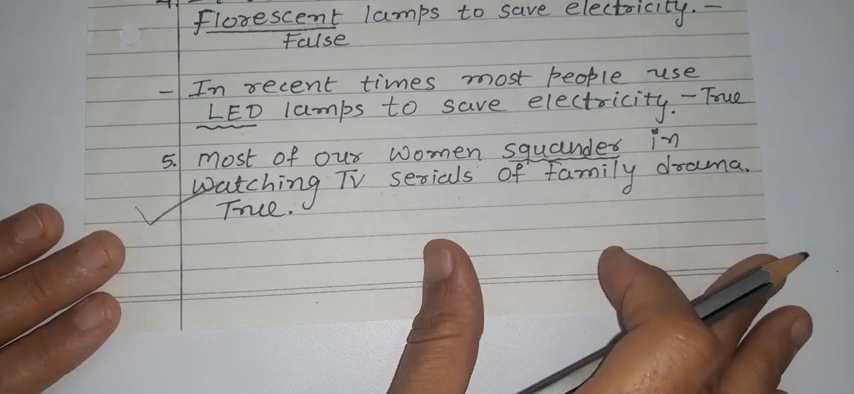 Florescent lamps to save electricity. –
False
– In recent times most people use
LED lamps to save electricity. – True
5. Most of our women squander in
watching TV serials of family drama.
True.